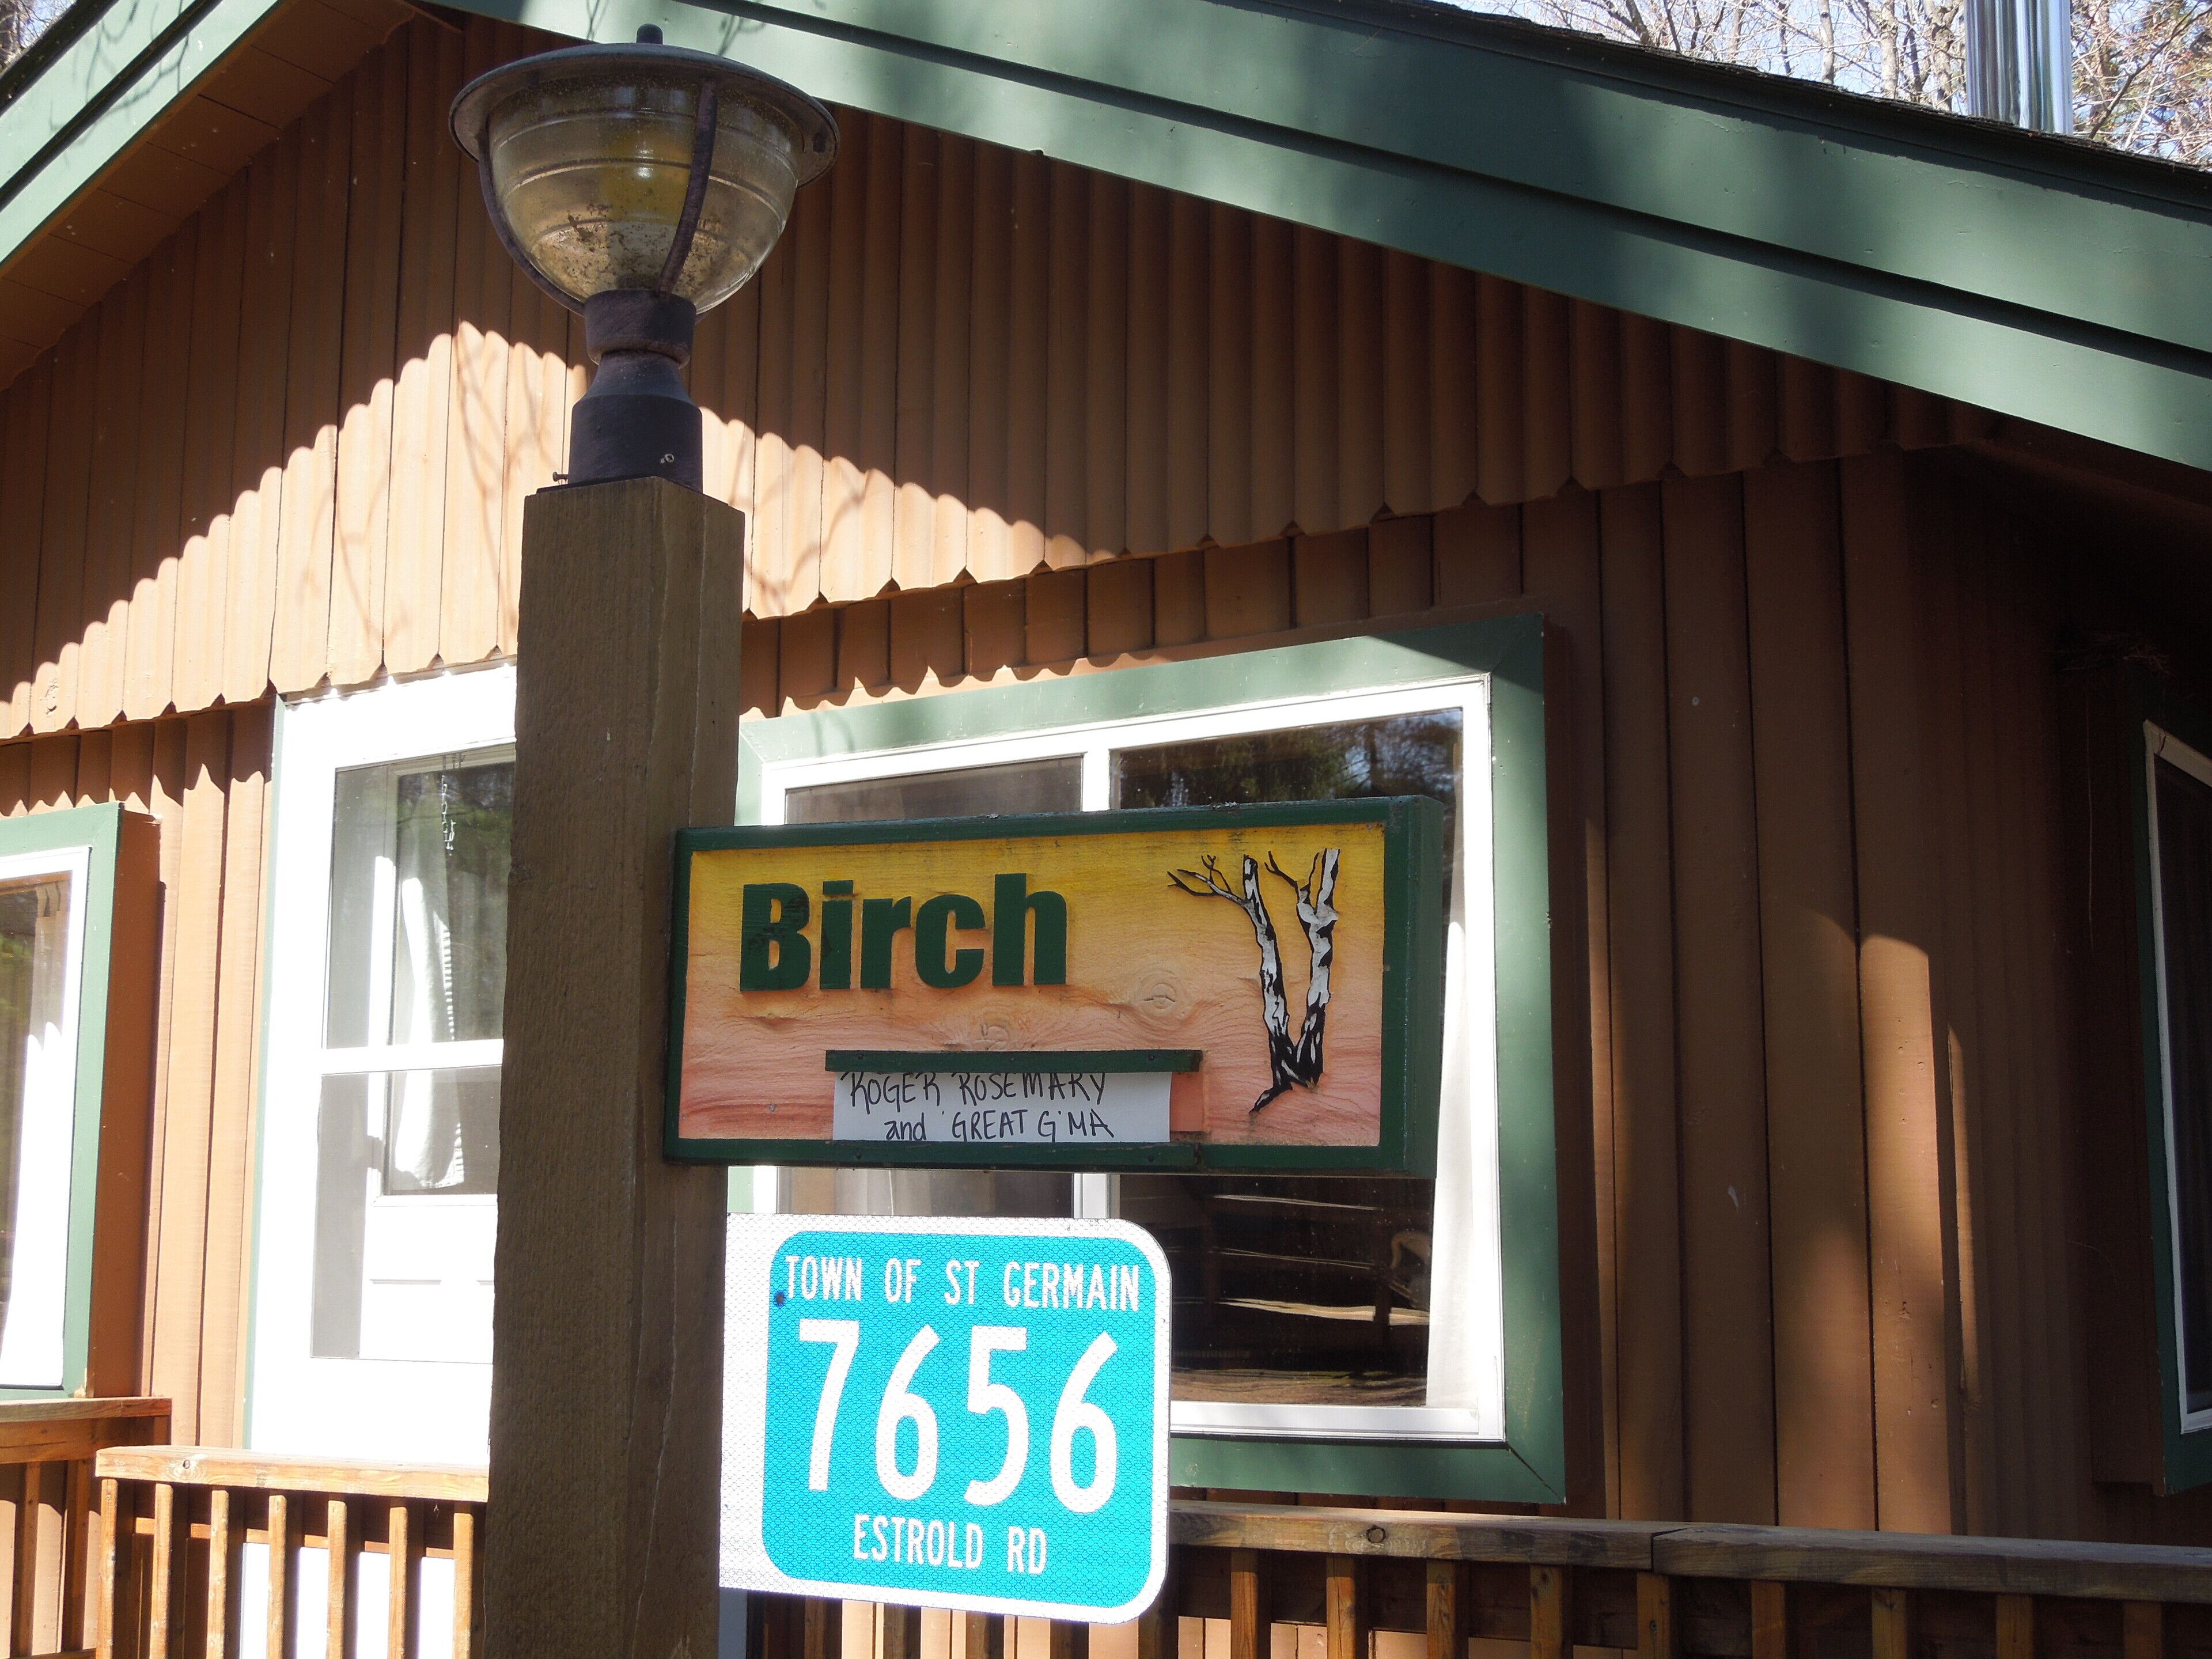 Birch
ROGER ROSEMARY
and GREAT G'MA
TOWN OF ST GERMAIN
7656
ESTROLD RD